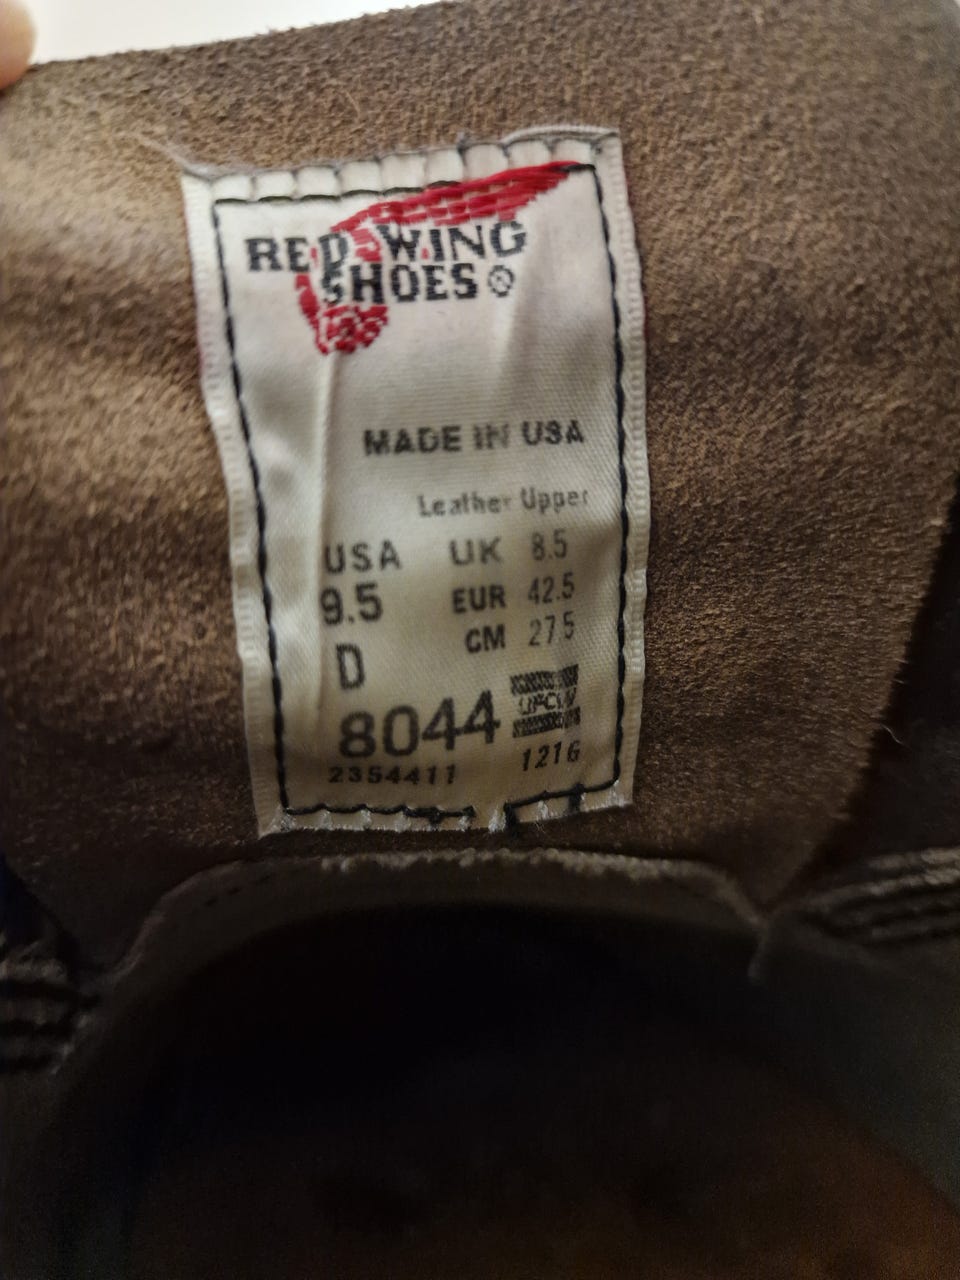 RED WING
SHOES ®
MADE IN USA
Leather Upper
USA UK 8.5
9.5 EUR 42.5
D CM 27.5
8044 UFCW
2354411 1216